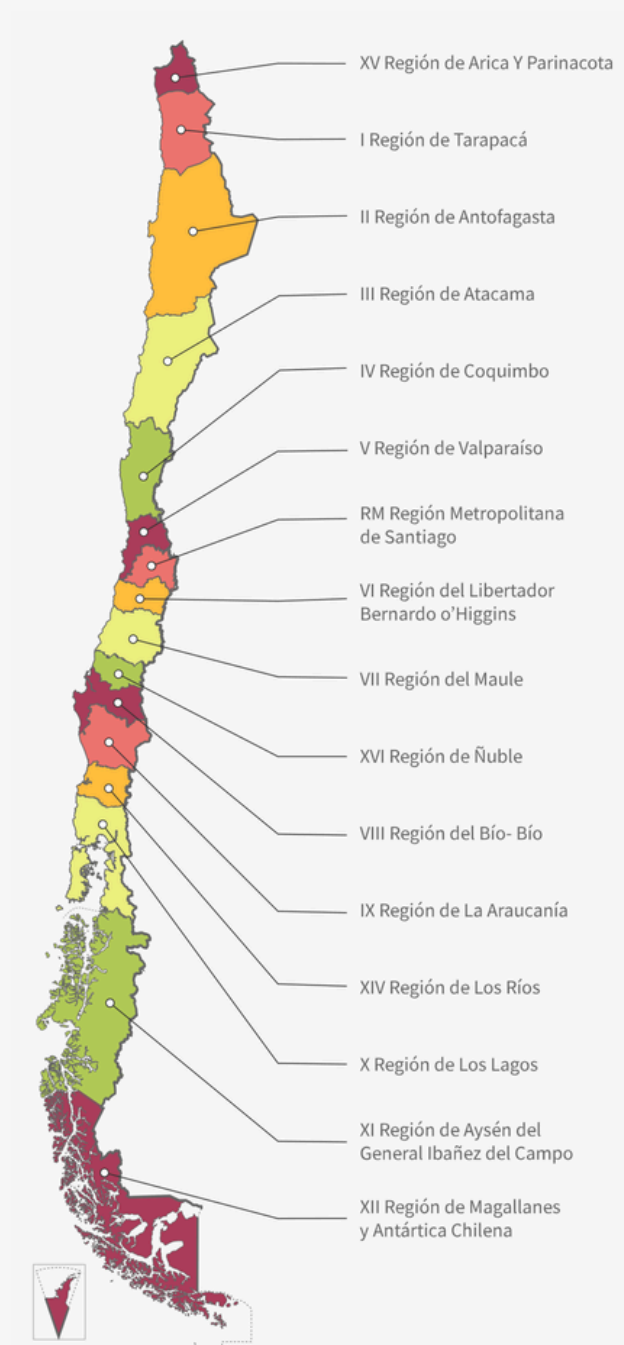 XV Región de Arica Y Parinacota
I Región de Tarapacá
II Región de Antofagasta
III Región de Atacama
IV Región de Coquimbo
V Región de Valparaíso
RM Región Metropolitana
de Santiago
VI Región del Libertador
Bernardo o’Higgins
VII Región del Maule
XVI Región de Ñuble
VIII Región del Bío- Bío
IX Región de La Araucanía
XIV Región de Los Ríos
X Región de Los Lagos
XI Región de Aysén del
General Ibañez del Campo
XII Región de Magallanes
y Antártica Chilena